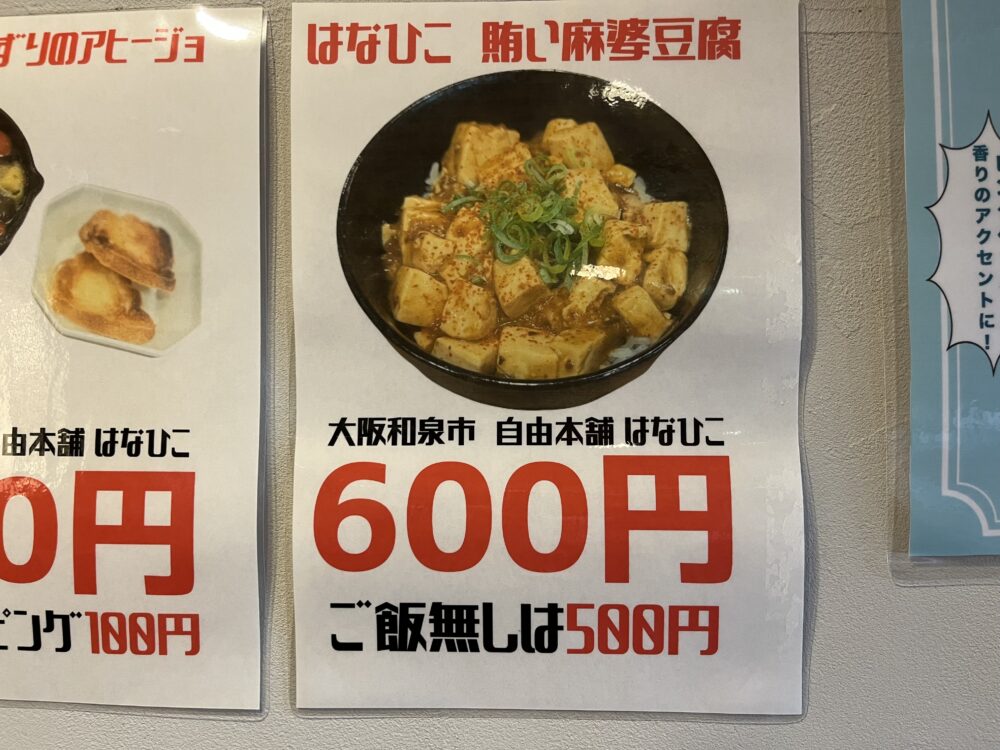 ずりのアヒージョ
由本舗 はなひこ
0円
ピング100円
はなひこ 賄い麻婆豆腐
大阪和泉市 自由本舗 はなひこ
600円
ご飯無しは500円
香りのアクセントに!